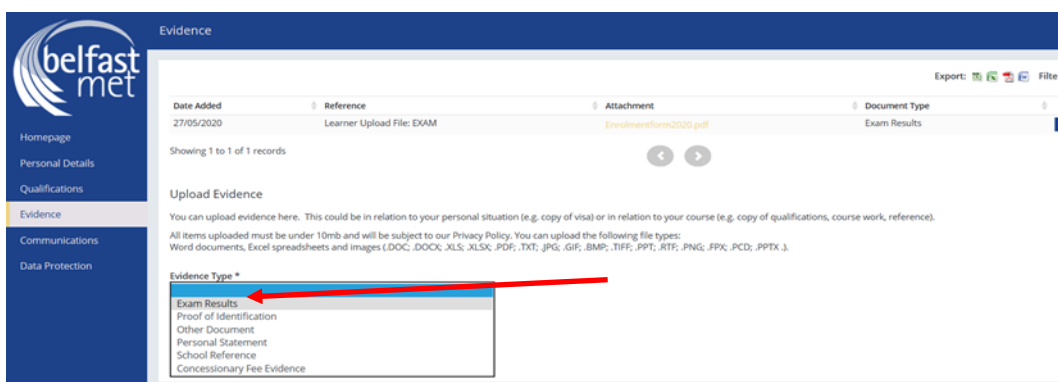 Evidence
belfast
met
Export: Filte
Date Added Reference Attachment Document Type
27/05/2020 Learner Upload File: EXAM Enrolmentform2020.pdf Exam Results
Homepage
Showing 1 to 1 of 1 records
Personal Details
Qualifications
Upload Evidence
Evidence
You can upload evidence here. This could be in relation to your personal situation (e.g. copy of visa) or in relation to your course (e.g. copy of qualifications, course work, reference).
Communications
All items uploaded must be under 10mb and will be subject to our Privacy Policy. You can upload the following file types:
Word documents, Excel spreadsheets and images (.DOC; .DOCX; .XLS; .XLSX; .PDF; .TXT; .JPG; .GIF; .BMP; .TIFF; .PPT; .RTF; .PNG; .FPX; .PCD; .PPTX .).
Data Protection
Evidence Type *
Exam Results
Proof of Identification
Other Document
Personal Statement
School Reference
Concessionary Fee Evidence